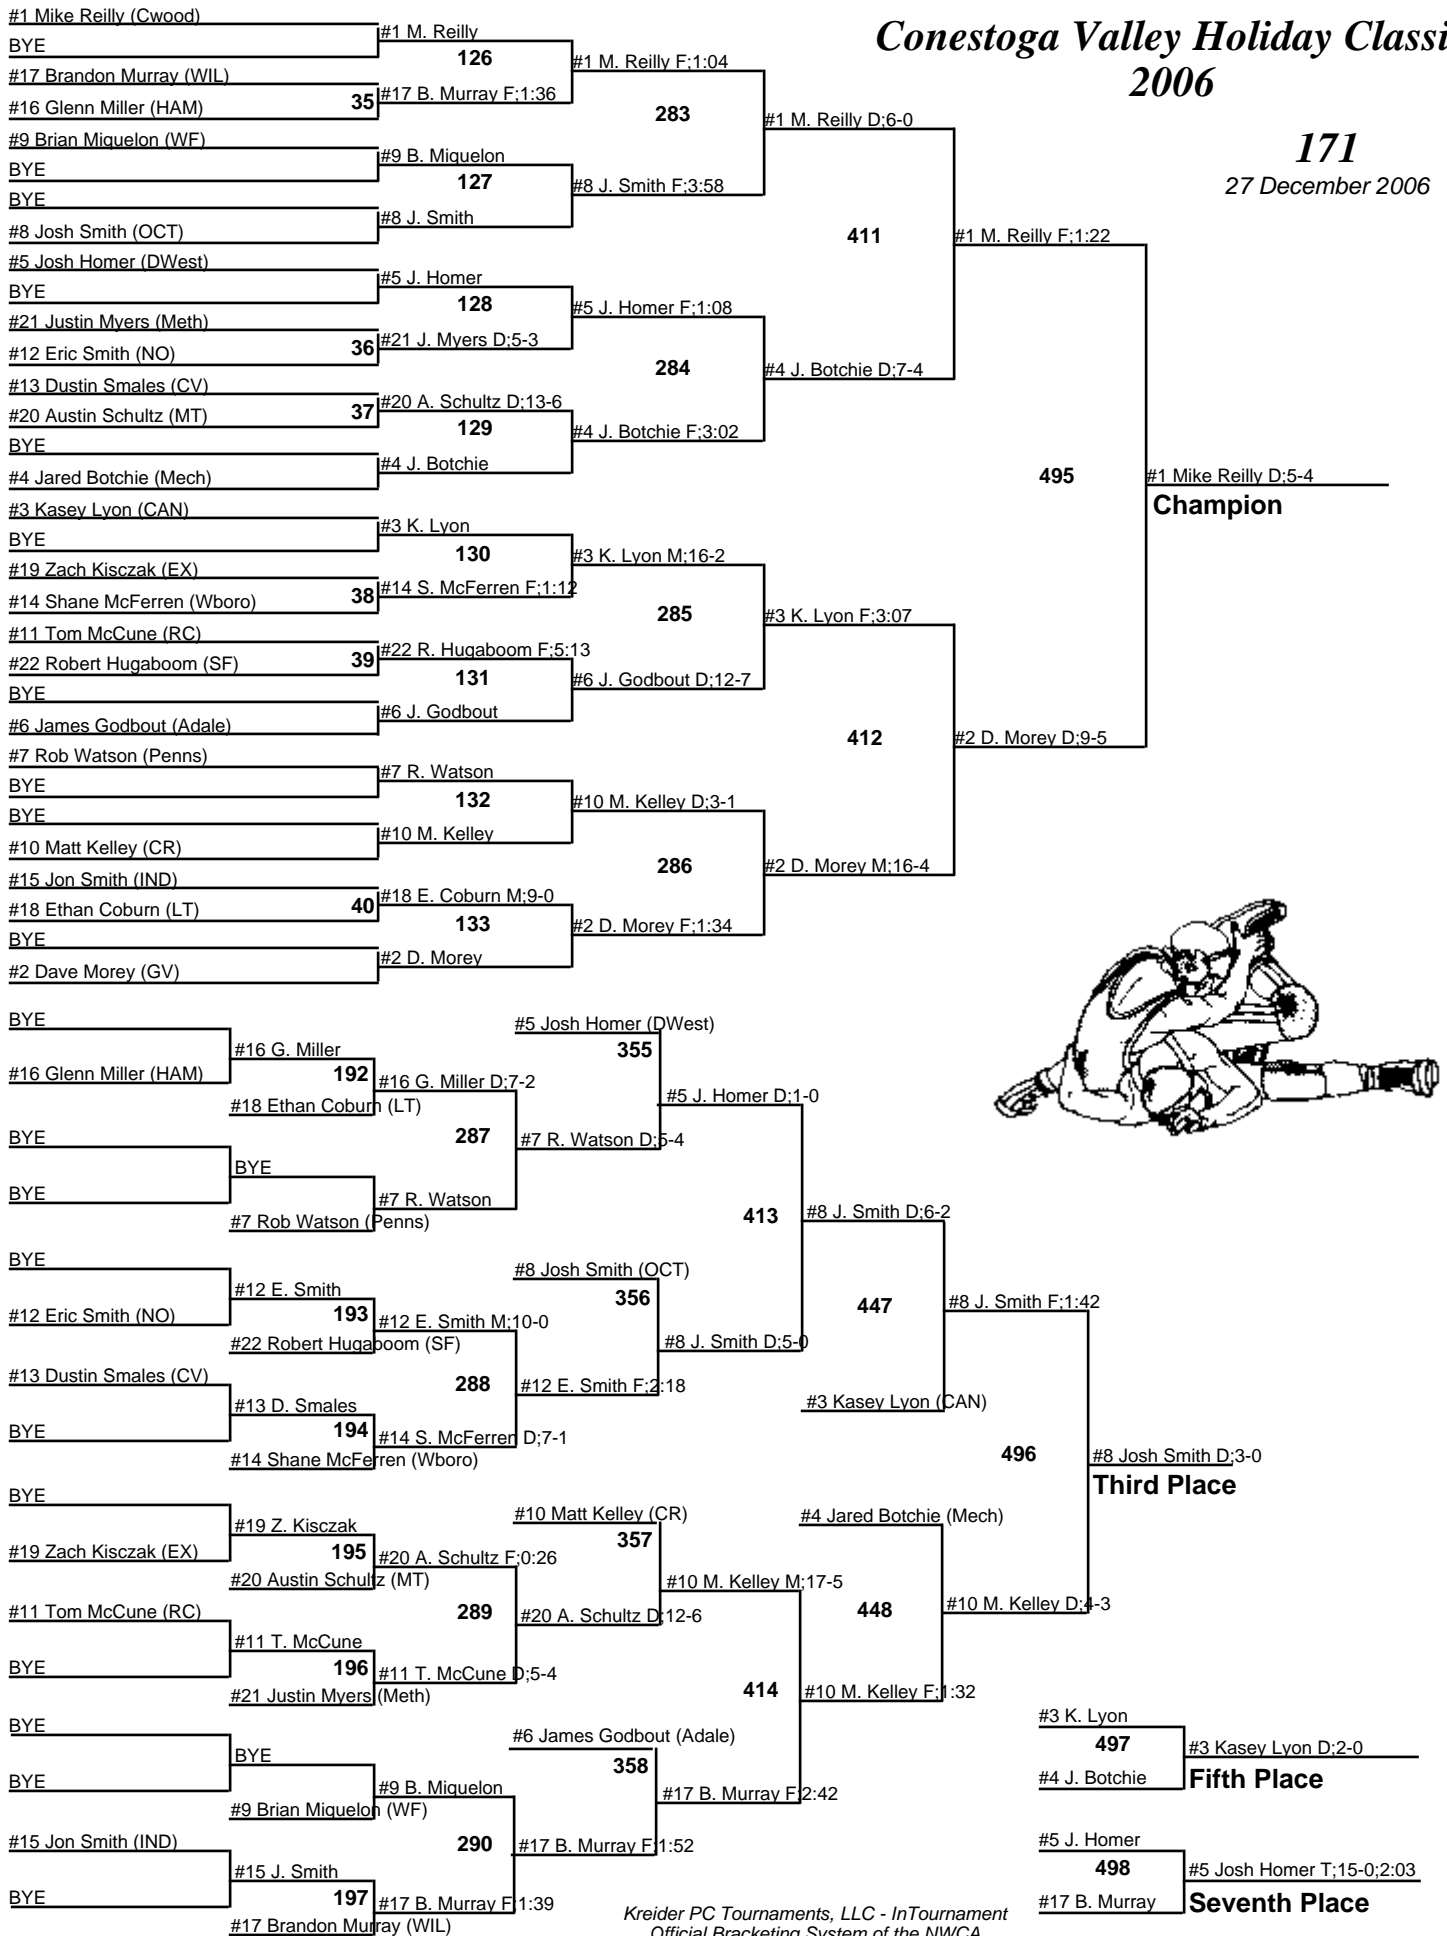 Conestoga Valley Holiday Classi
2006
171
27 December 2006
#1 Mike Reilly (Cwood)
BYE
#17 Brandon Murray (WIL)
#16 Glenn Miller (HAM)
#9 Brian Miquelon (WF)
BYE
BYE
#8 Josh Smith (OCT)
#5 Josh Homer (DWest)
BYE
#21 Justin Myers (Meth)
#12 Eric Smith (NO)
#13 Dustin Smales (CV)
#20 Austin Schultz (MT)
BYE
#4 Jared Botchie (Mech)
#3 Kasey Lyon (CAN)
BYE
#19 Zach Kisczak (EX)
#14 Shane McFerren (Wboro)
#11 Tom McCune (RC)
#22 Robert Hugaboom (SF)
BYE
#6 James Godbout (Adale)
#7 Rob Watson (Penns)
BYE
BYE
#10 Matt Kelley (CR)
#15 Jon Smith (IND)
#18 Ethan Coburn (LT)
BYE
#2 Dave Morey (GV)
35
36
37
38
39
40
#1 M. Reilly
126
#17 B. Murray F;1:36
#9 B. Miquelon
127
#8 J. Smith
#5 J. Homer
128
#21 J. Myers D;5-3
#20 A. Schultz D;13-6
129
#4 J. Botchie
#3 K. Lyon
130
#14 S. McFerren F;1:12
#22 R. Hugaboom F;5:13
131
#6 J. Godbout
#7 R. Watson
132
#10 M. Kelley
#18 E. Coburn M;9-0
133
#2 D. Morey
#1 M. Reilly F;1:04
283
#8 J. Smith F;3:58
#5 J. Homer F;1:08
284
#4 J. Botchie F;3:02
#3 K. Lyon M;16-2
285
#6 J. Godbout D;12-7
#10 M. Kelley D;3-1
286
#2 D. Morey F;1:34
#1 M. Reilly D;6-0
411
#4 J. Botchie D;7-4
#3 K. Lyon F;3:07
412
#2 D. Morey M;16-4
#1 M. Reilly F;1:22
495
#2 D. Morey D;9-5
#1 Mike Reilly D;5-4
Champion
BYE
#16 Glenn Miller (HAM)
BYE
BYE
BYE
#12 Eric Smith (NO)
#13 Dustin Smales (CV)
BYE
BYE
#19 Zach Kisczak (EX)
#11 Tom McCune (RC)
BYE
BYE
BYE
#15 Jon Smith (IND)
BYE
#16 G. Miller
192
#18 Ethan Coburn (LT)
BYE
#7 Rob Watson (Penns)
#12 E. Smith
193
#22 Robert Hugaboom (SF)
#13 D. Smales
194
#14 Shane McFerren (Wboro)
#19 Z. Kisczak
195
#20 Austin Schultz (MT)
#11 T. McCune
196
#21 Justin Myers (Meth)
BYE
#9 Brian Miquelon (WF)
#15 J. Smith
197
#17 Brandon Murray (WIL)
#16 G. Miller D;7-2
287
#7 R. Watson
#12 E. Smith M;10-0
288
#14 S. McFerren D;7-1
#20 A. Schultz F;0:26
289
#11 T. McCune D;5-4
#9 B. Miquelon
290
#17 B. Murray F;1:39
#5 Josh Homer (DWest)
355
#7 R. Watson D;5-4
#8 Josh Smith (OCT)
356
#12 E. Smith F;2:18
#10 Matt Kelley (CR)
357
#20 A. Schultz D;12-6
#6 James Godbout (Adale)
358
#17 B. Murray F;1:52
#5 J. Homer D;1-0
413
#8 J. Smith D;5-0
#10 M. Kelley M;17-5
414
#17 B. Murray F;2:42
#8 J. Smith D;6-2
447
#3 Kasey Lyon (CAN)
#4 Jared Botchie (Mech)
448
#10 M. Kelley F;1:32
#8 J. Smith F;1:42
496
#10 M. Kelley D;4-3
#8 Josh Smith D;3-0
Third Place
#3 K. Lyon
497
#4 J. Botchie
#3 Kasey Lyon D;2-0
Fifth Place
#5 J. Homer
498
#17 B. Murray
#5 Josh Homer T;15-0;2:03
Seventh Place
Kreider PC Tournaments, LLC - InTournament
Official Bracketing System of the NWCA